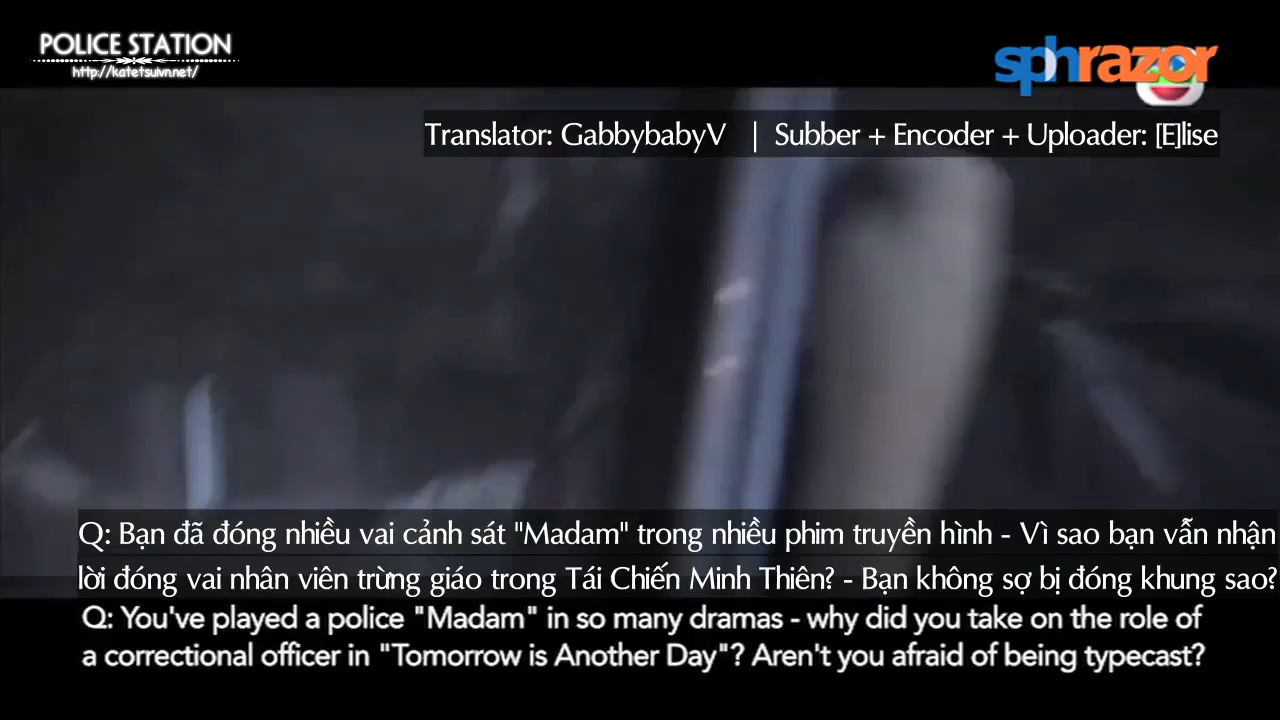 POLICE STATION
http://katetsuivn.net/
sphrazor
Translator: GabbybabyV | Subber + Encoder + Uploader: [E]lise
Q: Bạn đã đóng nhiều vai cảnh sát "Madam" trong nhiều phim truyền hình - Vì sao bạn vẫn nhận
lời đóng vai nhân viên trừng giáo trong Tái Chiến Minh Thiên? - Bạn không sợ bị đóng khung sao?
Q: You've played a police "Madam" in so many dramas - why did you take on the role of
a correctional officer in "Tomorrow is Another Day"? Aren't you afraid of being typecast?